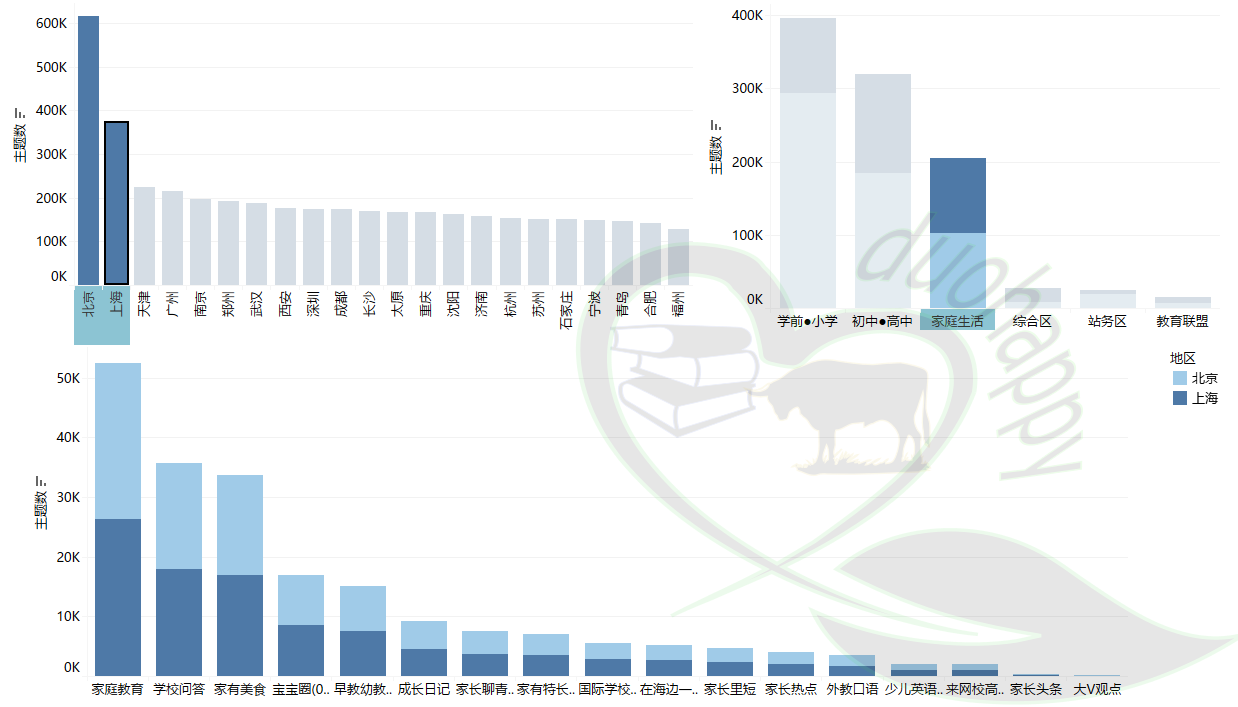 600K
500K
400K
300K
200K
100K
0K
主题数
北京
上海
天津
广州
南京
郑州
武汉
西安
深圳
成都
长沙
太原
重庆
沈阳
济南
杭州
苏州
石家庄
宁波
青岛
合肥
福州
400K
300K
200K
100K
0K
主题数
学前●小学
初中●高中
家庭生活
综合区
站务区
教育联盟
地区
北京
上海
50K
40K
30K
20K
10K
0K
主题数
家庭教育
学校问答
家有美食
宝宝圈(0..
早教幼教..
成长日记
家长聊青..
家有特长..
国际学校..
在海边一..
家长里短
家长热点
外教口语
少儿英语..
来网校高..
家长头条
大V观点
duohappy